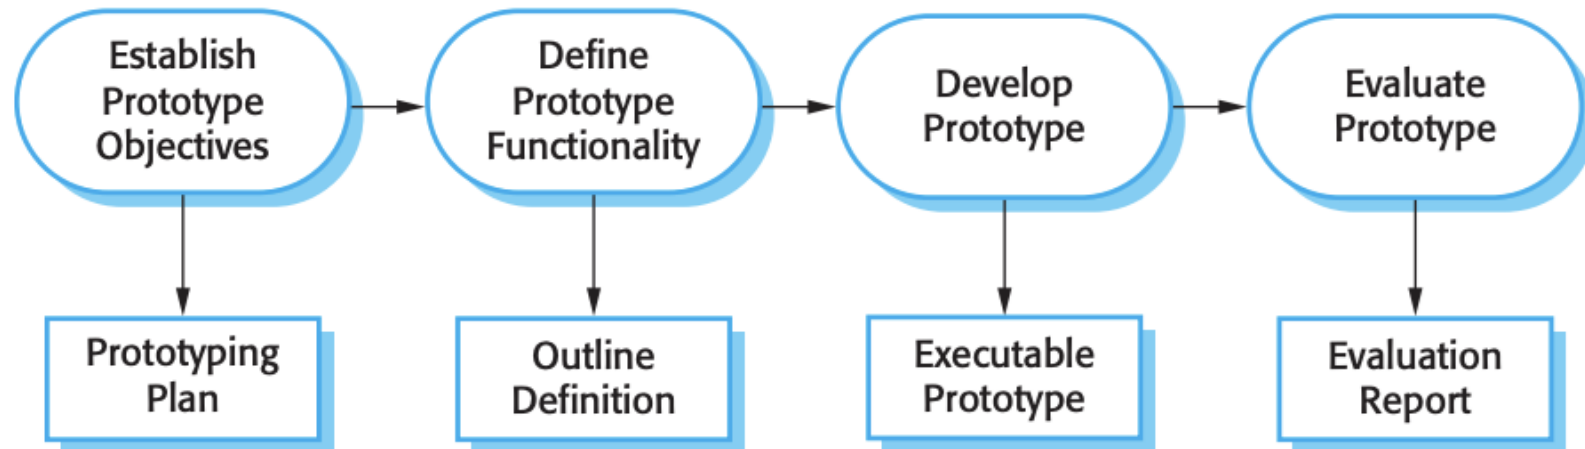 Establish
Prototype
Objectives
Define
Prototype
Functionality
Develop
Prototype
Evaluate
Prototype
Prototyping
Plan
Outline
Definition
Executable
Prototype
Evaluation
Report